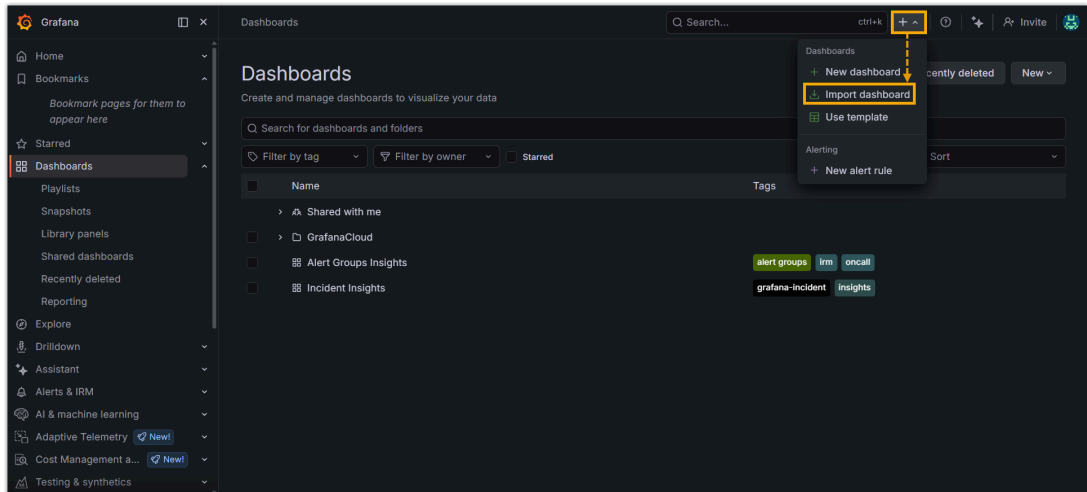 Grafana
Dashboards
Search...
ctrl+k
Invite
Home
Bookmarks
Bookmark pages for them to
appear here
Starred
Dashboards
Playlists
Snapshots
Library panels
Shared dashboards
Recently deleted
Reporting
Explore
Drilldown
Assistant
Alerts & IRM
AI & machine learning
Adaptive Telemetry New!
Cost Management a... New!
Testing & synthetics
Dashboards
Create and manage dashboards to visualize your data
cently deleted
New
Search for dashboards and folders
Filter by tag
Filter by owner
Starred
Sort
Name
Tags
Shared with me
GrafanaCloud
Alert Groups Insights
alert groups irm oncall
Incident Insights
grafana-incident insights
Dashboards
New dashboard
Import dashboard
Use template
Alerting
New alert rule